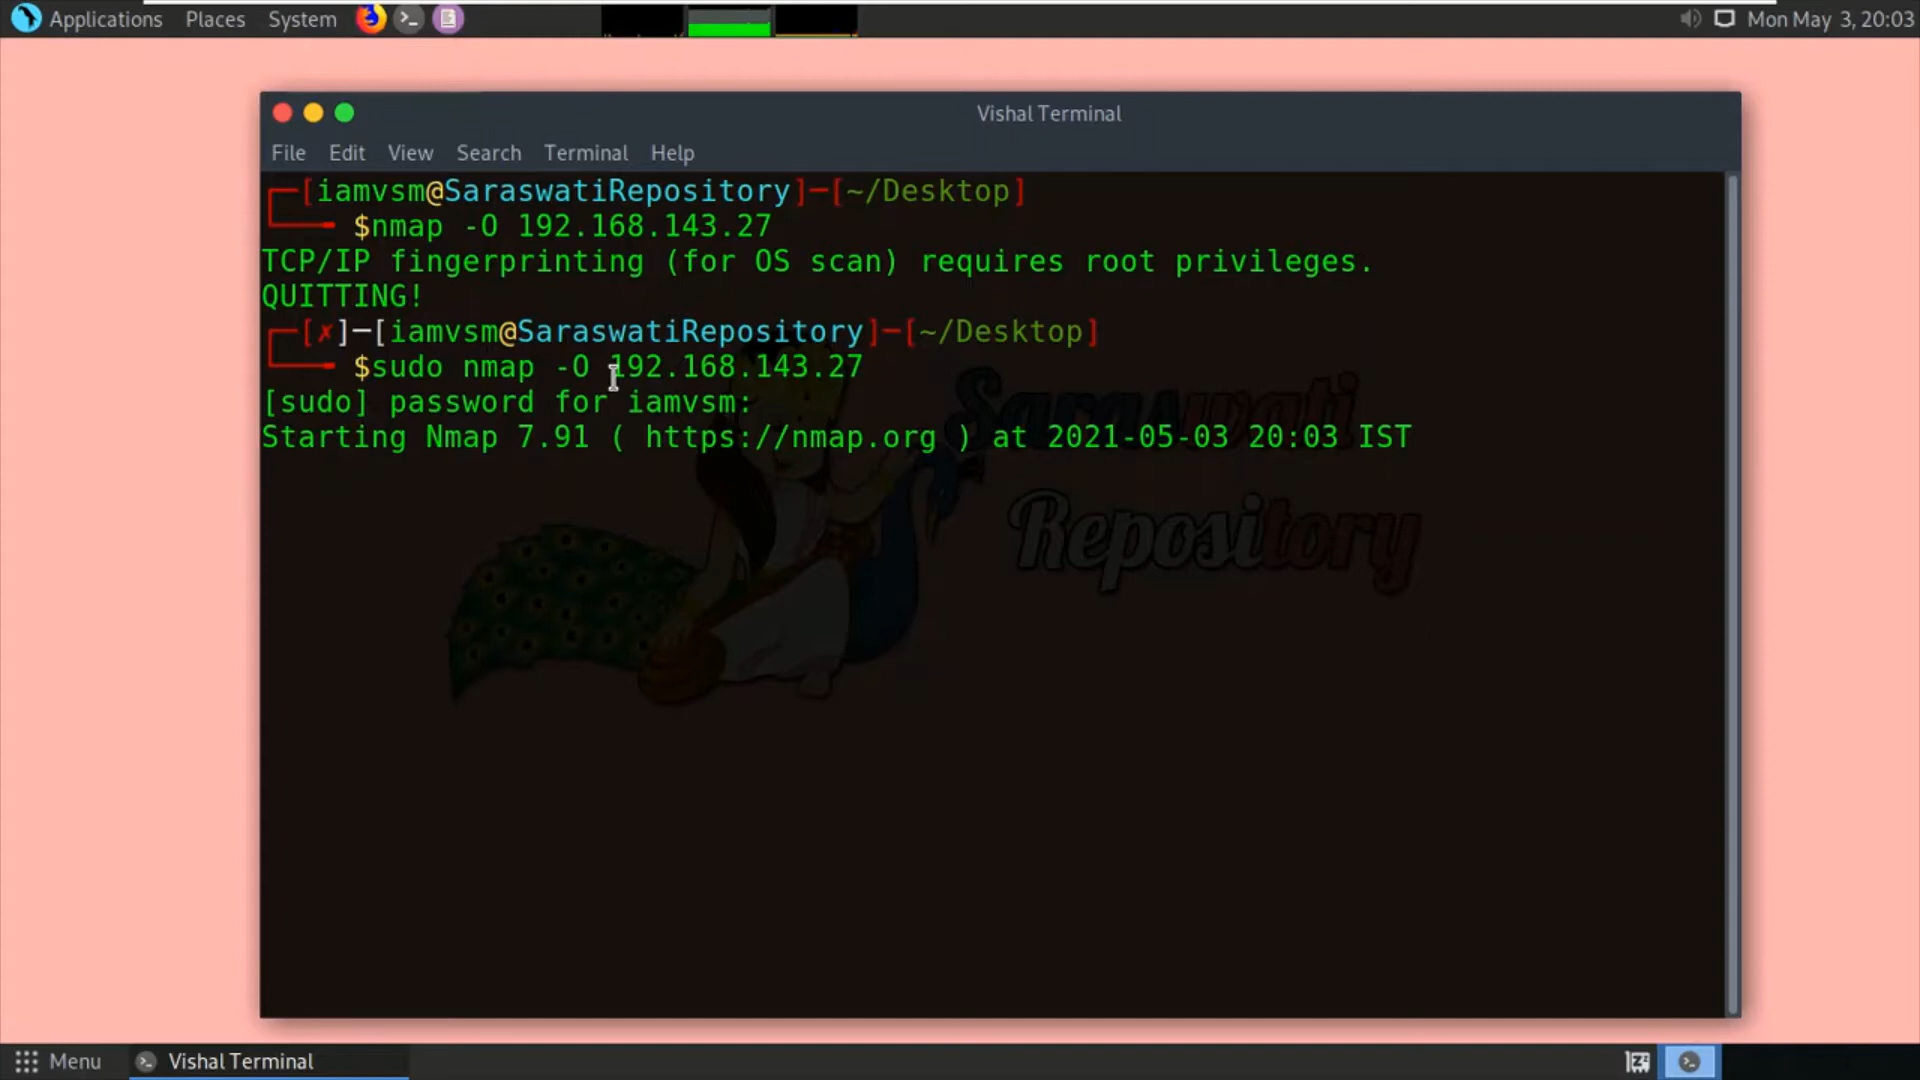 Applications Places System Mon May 3, 20:03
Vishal Terminal
File Edit View Search Terminal Help
[iamvsm@SaraswatiRepository]─[~/Desktop]
$nmap -O 192.168.143.27
TCP/IP fingerprinting (for OS scan) requires root privileges.
QUITTING!
[✗]─[iamvsm@SaraswatiRepository]─[~/Desktop]
$sudo nmap -O 192.168.143.27
[sudo] password for iamvsm:
Starting Nmap 7.91 ( https://nmap.org ) at 2021-05-03 20:03 IST
Saraswati
Repository
Menu Vishal Terminal